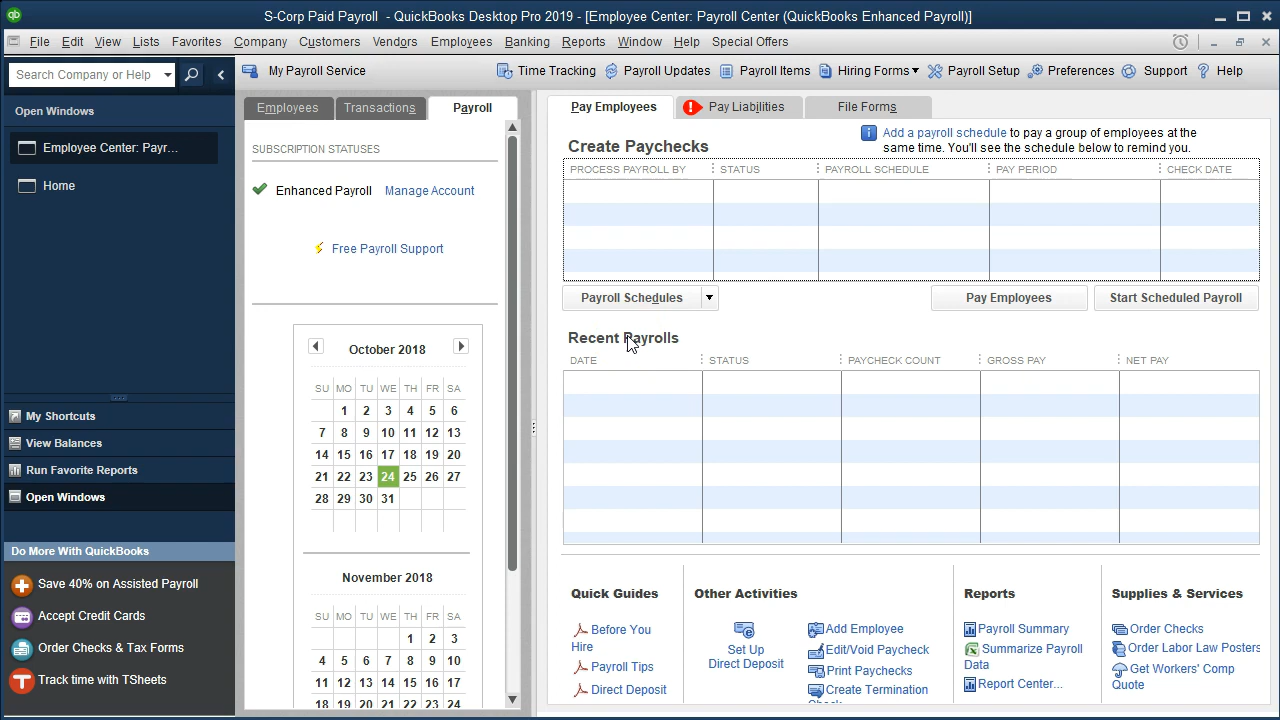 S-Corp Paid Payroll - QuickBooks Desktop Pro 2019 - [Employee Center: Payroll Center (QuickBooks Enhanced Payroll)]
File Edit View Lists Favorites Company Customers Vendors Employees Banking Reports Window Help Special Offers
Search Company or Help
My Payroll Service
Time Tracking Payroll Updates Payroll Items Hiring Forms Payroll Setup Preferences Support Help
Open Windows
Employee Center: Payr...
Home
My Shortcuts
View Balances
Run Favorite Reports
Open Windows
Do More With QuickBooks
Save 40% on Assisted Payroll
Accept Credit Cards
Order Checks & Tax Forms
Track time with TSheets
Employees Transactions Payroll
SUBSCRIPTION STATUSES
Enhanced Payroll Manage Account
Free Payroll Support
October 2018
SU MO TU WE TH FR SA
1 2 3 4 5 6
7 8 9 10 11 12 13
14 15 16 17 18 19 20
21 22 23 24 25 26 27
28 29 30 31
November 2018
SU MO TU WE TH FR SA
1 2 3
4 5 6 7 8 9 10
11 12 13 14 15 16 17
18 19 20 21 22 23 24
Pay Employees Pay Liabilities File Forms
Create Paychecks
Add a payroll schedule to pay a group of employees at the
same time. You'll see the schedule below to remind you.
PROCESS PAYROLL BY STATUS PAYROLL SCHEDULE PAY PERIOD CHECK DATE
Payroll Schedules Pay Employees Start Scheduled Payroll
Recent Payrolls
DATE STATUS PAYCHECK COUNT GROSS PAY NET PAY
Quick Guides
Before You
Hire
Payroll Tips
Direct Deposit
Other Activities
Set Up
Direct Deposit
Add Employee
Edit/Void Paycheck
Print Paychecks
Create Termination
Check
Reports
Payroll Summary
Summarize Payroll
Data
Report Center...
Supplies & Services
Order Checks
Order Labor Law Posters
Get Workers' Comp
Quote